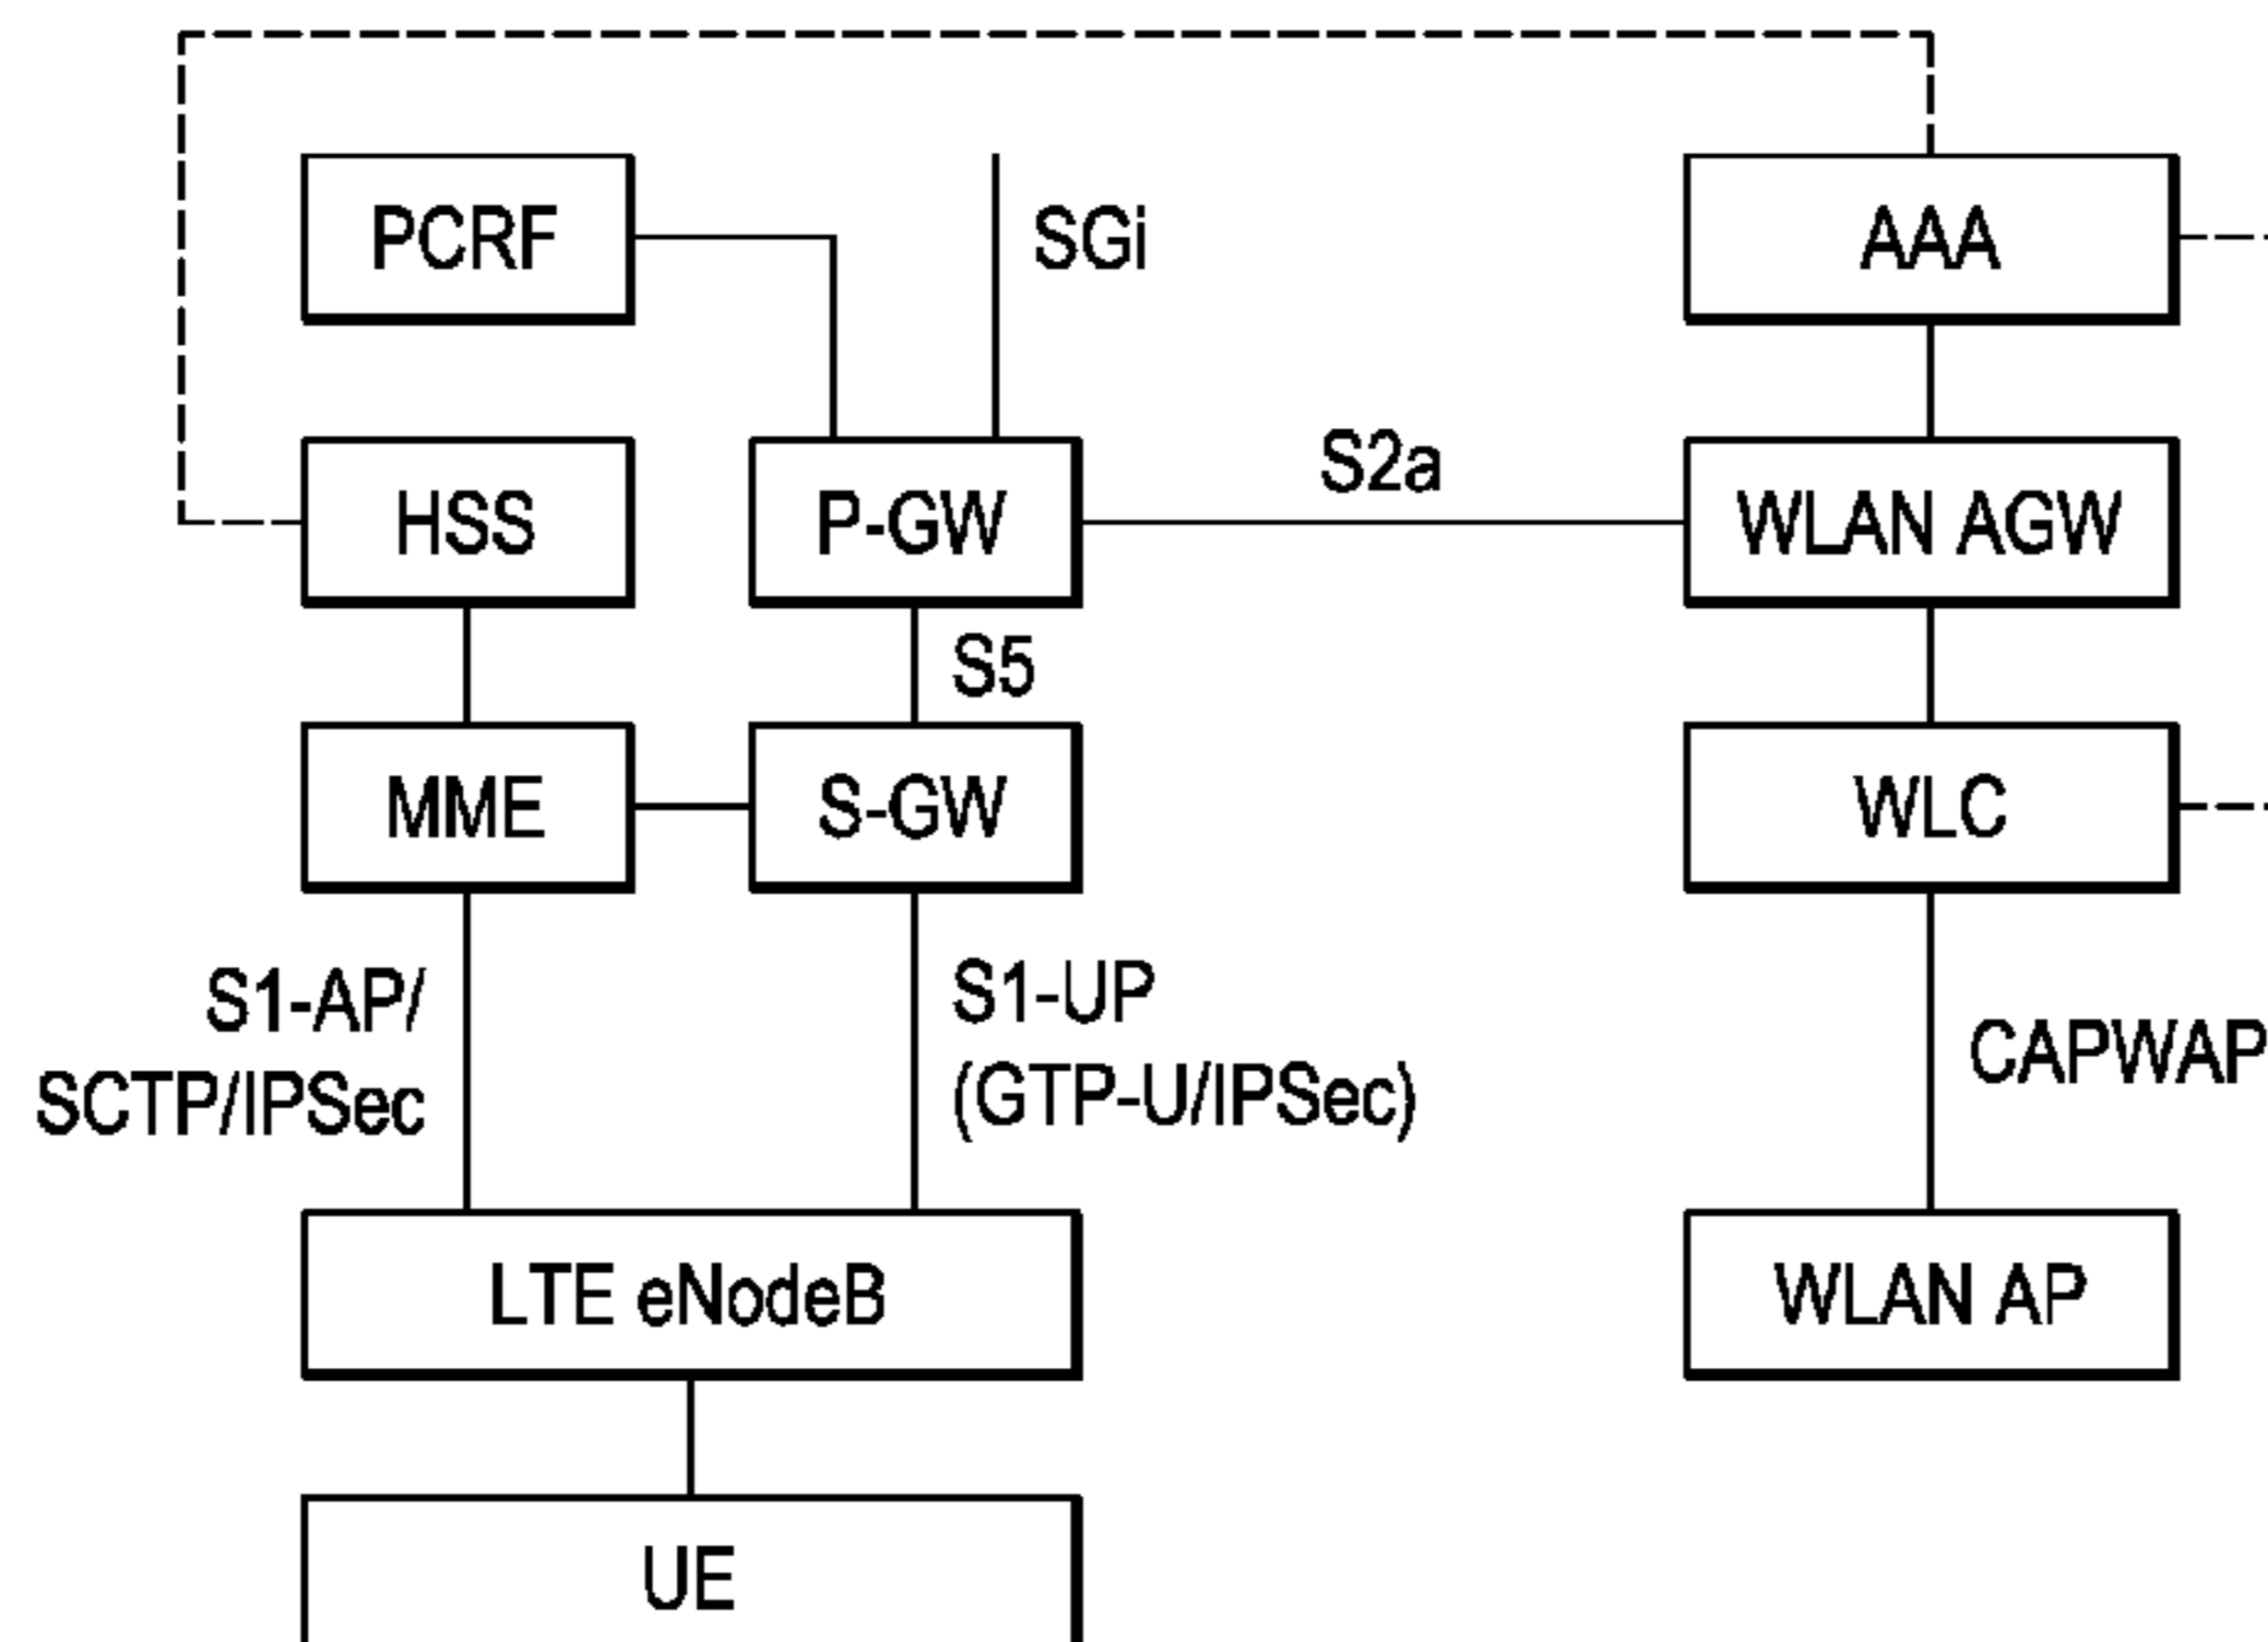 PCRF
SGi
AAA
HSS
P-GW
S2a
WLAN AGW
S5
MME
S-GW
WLC
S1-AP/
SCTP/IPSec
S1-UP
(GTP-U/IPSec)
CAPWAP
LTE eNodeB
WLAN AP
UE